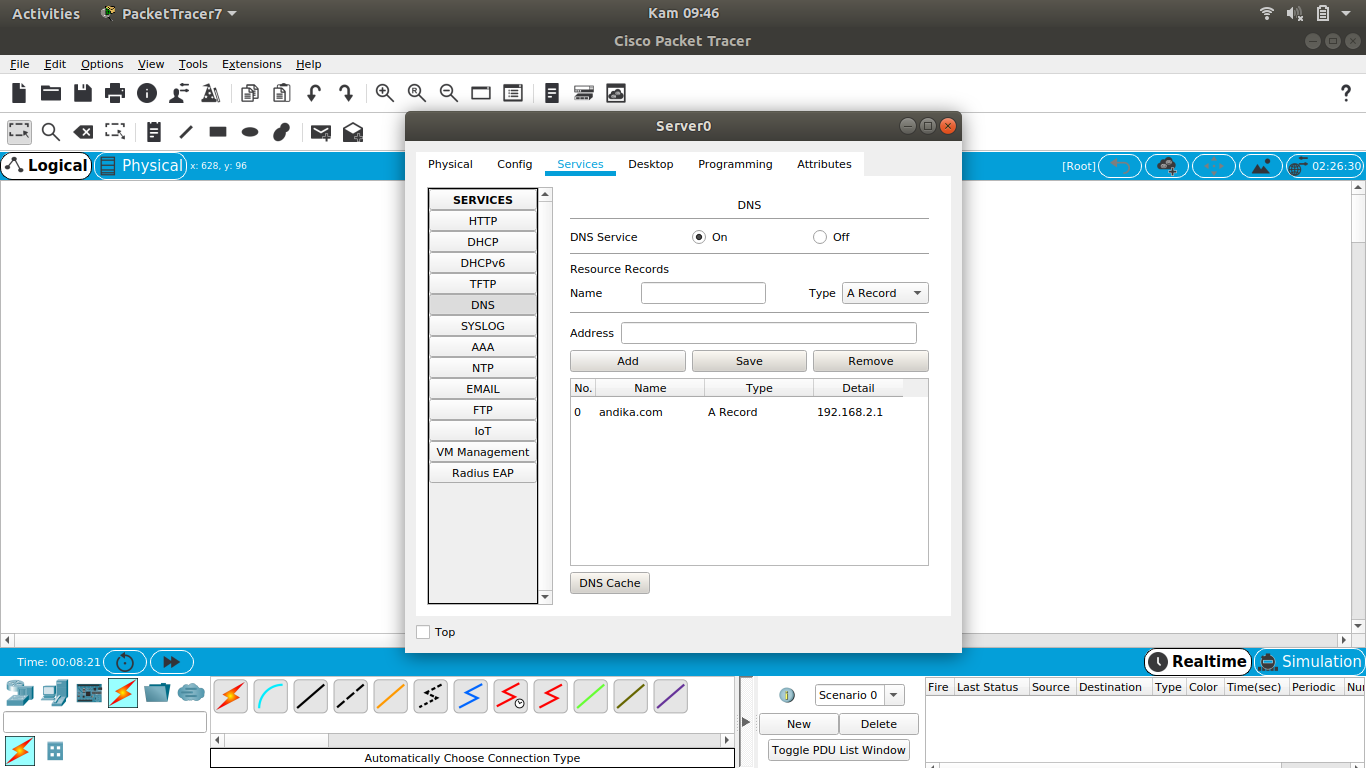 Activities PacketTracer7 Kam 09:46
Cisco Packet Tracer
File Edit Options View Tools Extensions Help
?
Server0
Logical Physical x: 628, y: 96 [Root] 02:26:30
Physical Config Services Desktop Programming Attributes
SERVICES
HTTP
DHCP
DHCPv6
TFTP
DNS
SYSLOG
AAA
NTP
EMAIL
FTP
IoT
VM Management
Radius EAP
DNS
DNS Service On Off
Resource Records
Name Type A Record
Address
Add Save Remove
No. Name Type Detail
0 andika.com A Record 192.168.2.1
DNS Cache
Top
Time: 00:08:21 Realtime Simulation
Scenario 0
New Delete
Toggle PDU List Window
Fire Last Status Source Destination Type Color Time(sec) Periodic Nur
Automatically Choose Connection Type